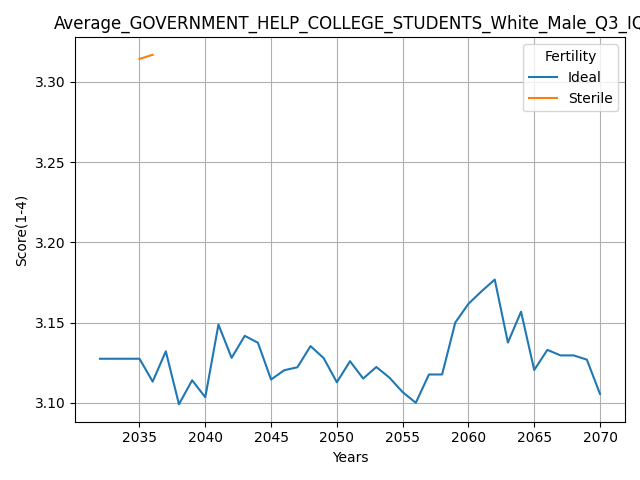 Average_GOVERNMENT_HELP_COLLEGE_STUDENTS_White_Male_Q3_IQ
Fertility
Ideal
Sterile
3.30
3.25
3.20
3.15
3.10
Score(1-4)
2035 2040 2045 2050 2055 2060 2065 2070
Years